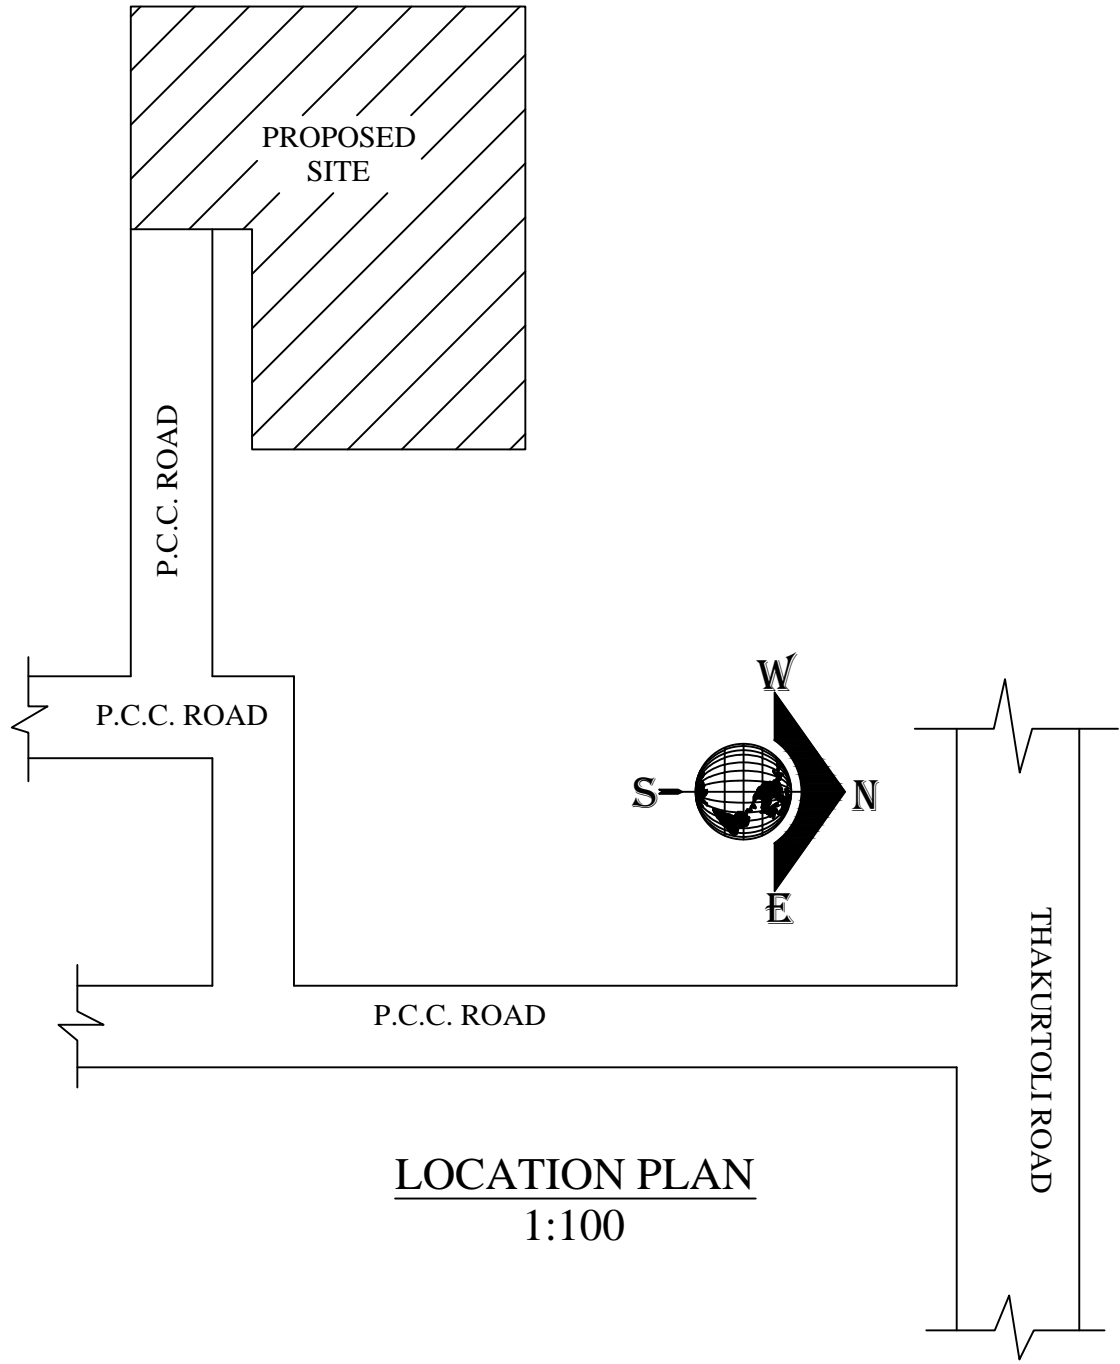 PROPOSED
SITE
P.C.C. ROAD
P.C.C. ROAD
W
S
N
E
P.C.C. ROAD
THAKURTOLI ROAD
LOCATION PLAN
1:100